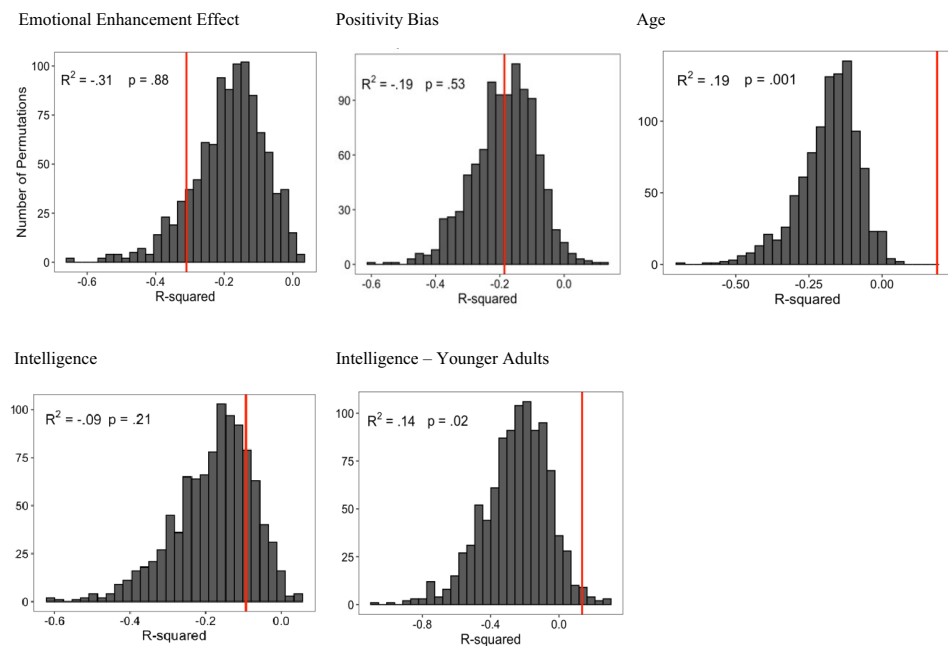 Emotional Enhancement Effect
Positivity Bias
Age
R² = -.31 p = .88
100
75
50
25
0
Number of Permutations
-0.6
-0.4
-0.2
0.0
R-squared
R² = -.19 p = .53
90
60
30
0
-0.6
-0.4
-0.2
0.0
R-squared
R² = .19 p = .001
100
50
0
-0.50
-0.25
0.00
R-squared
Intelligence
Intelligence – Younger Adults
R² = -.09 p = .21
100
75
50
25
0
-0.6
-0.4
-0.2
0.0
R-squared
R² = .14 p = .02
100
75
50
25
0
-0.8
-0.4
0.0
R-squared